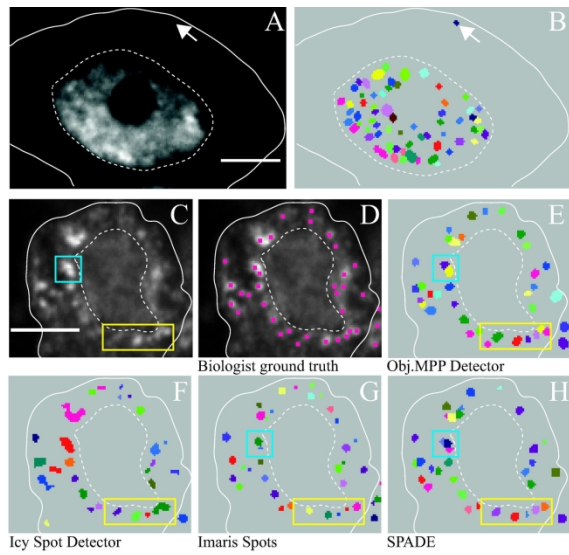 A
B
C
D
E
Biologist ground truth
Obj.MPP Detector
F
G
H
Icy Spot Detector
Imaris Spots
SPADE